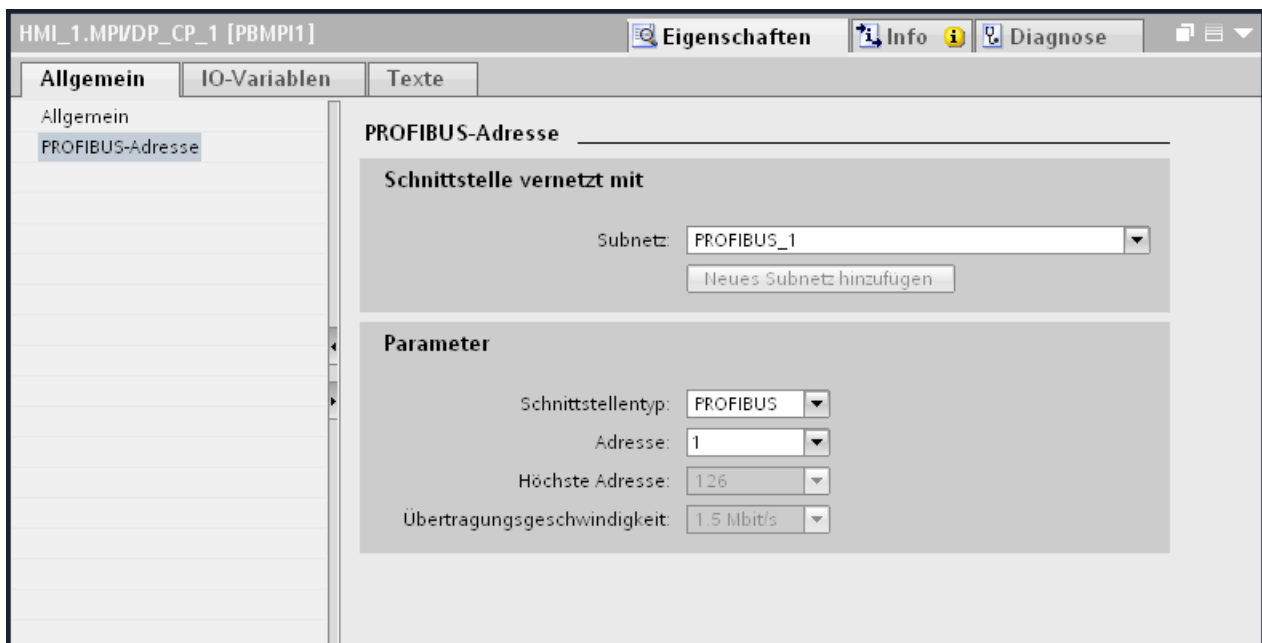 HMI_1.MPI/DP_CP_1 [PBMPI1]
Eigenschaften
Info
Diagnose
Allgemein
IO-Variablen
Texte
Allgemein
PROFIBUS-Adresse
PROFIBUS-Adresse
Schnittstelle vernetzt mit
Subnetz: PROFIBUS_1
Neues Subnetz hinzufügen
Parameter
Schnittstellentyp: PROFIBUS
Adresse: 1
Höchste Adresse: 126
Übertragungsgeschwindigkeit: 1.5 Mbit/s